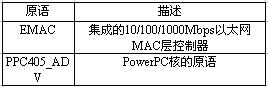 原语 描述
EMAC 集成的10/100/1000Mbps以太网
MAC层控制器
PPC405_AD PowerPC核的原语
V